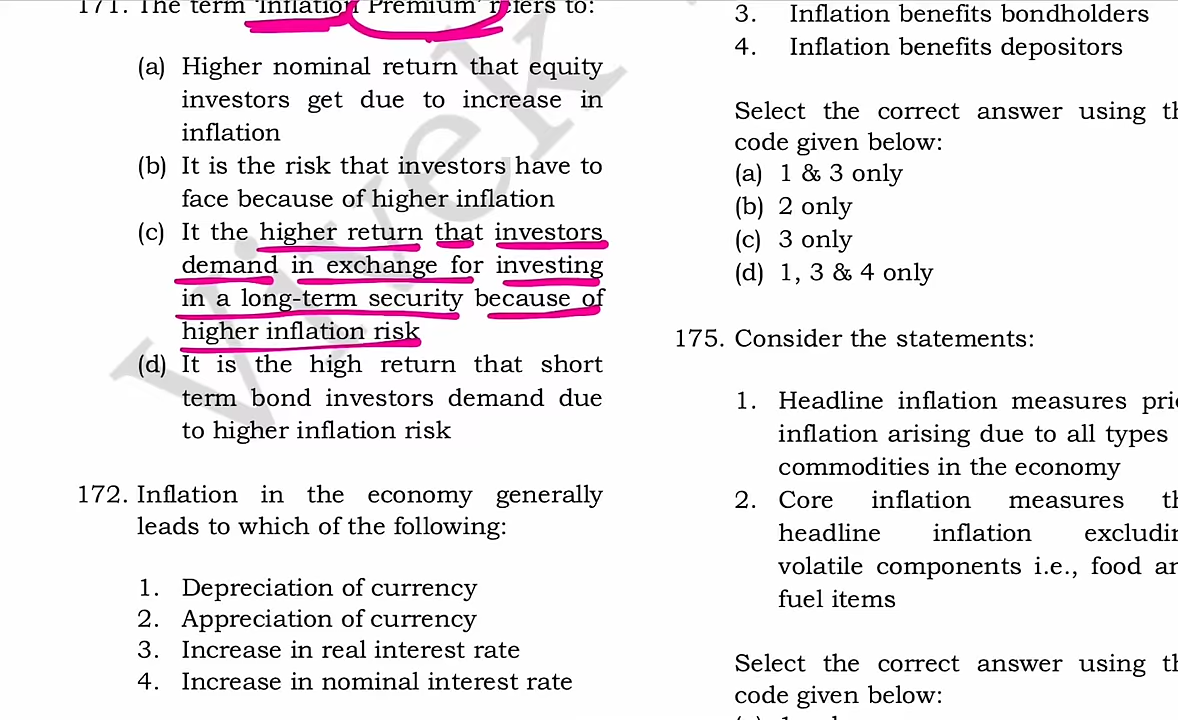 171. The term 'Inflation Premium' refers to:
(a) Higher nominal return that equity
investors get due to increase in
inflation
(b) It is the risk that investors have to
face because of higher inflation
(c) It the higher return that investors
demand in exchange for investing
in a long-term security because of
higher inflation risk
(d) It is the high return that short
term bond investors demand due
to higher inflation risk
172. Inflation in the economy generally
leads to which of the following:
1. Depreciation of currency
2. Appreciation of currency
3. Increase in real interest rate
4. Increase in nominal interest rate
3. Inflation benefits bondholders
4. Inflation benefits depositors
Select the correct answer using
code given below:
(a) 1 & 3 only
(b) 2 only
(c) 3 only
(d) 1, 3 & 4 only
175. Consider the statements:
1. Headline inflation measures
inflation arising due to all types
commodities in the economy
2. Core inflation measures
headline inflation
volatile components i.e., food
fuel items
Select the correct answer using
code given below:
Vivek